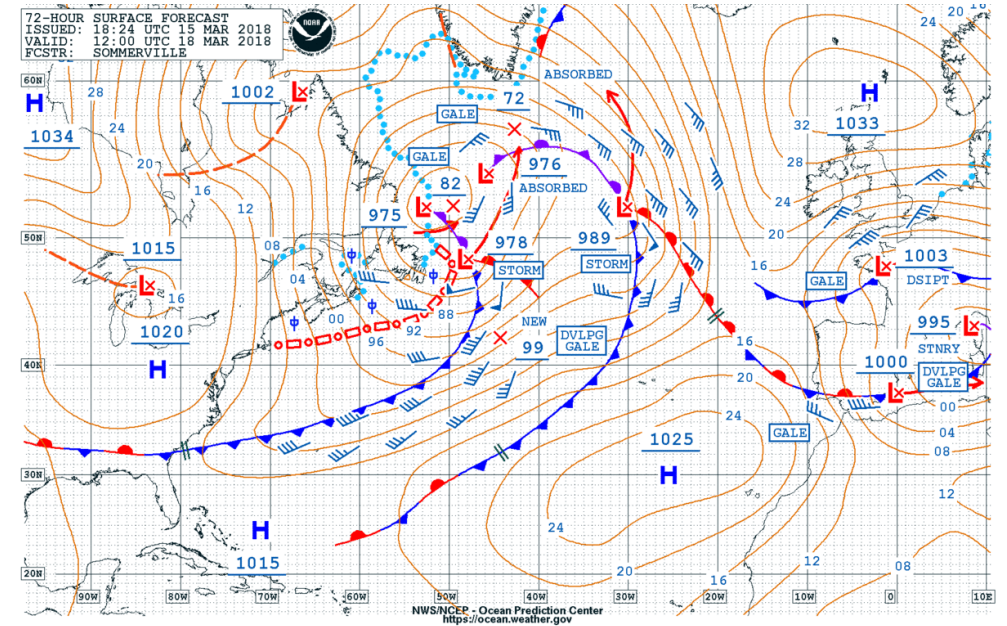 72-HOUR SURFACE FORECAST
ISSUED: 18:24 UTC 15 MAR 2018
VALID: 12:00 UTC 18 MAR 2018
FCSTR: SOMMERVILLE
NOAA
24
20
16
ABSORBED
60N
H
1034
28
24
20
16
12
1002
L
GALE
72
H
1033
32
28
24
20
16
GALE
82
L
976
ABSORBED
975
L
L
50N
1015
L
16
08
04
00
978
L
STORM
989
STORM
GALE
1003
L
DSIPT
1020
H
96
92
88
NEW
99
DVLPG
GALE
16
20
24
995
L
STNRY
1000
L
DVLPG
GALE
40N
00
04
08
12
1025
H
GALE
30N
H
1015
24
20
16
12
08
20N
90W
80W
70W
60W
50W
40W
30W
20W
10W
0
10E
NWS/NCEP - Ocean Prediction Center
https://ocean.weather.gov